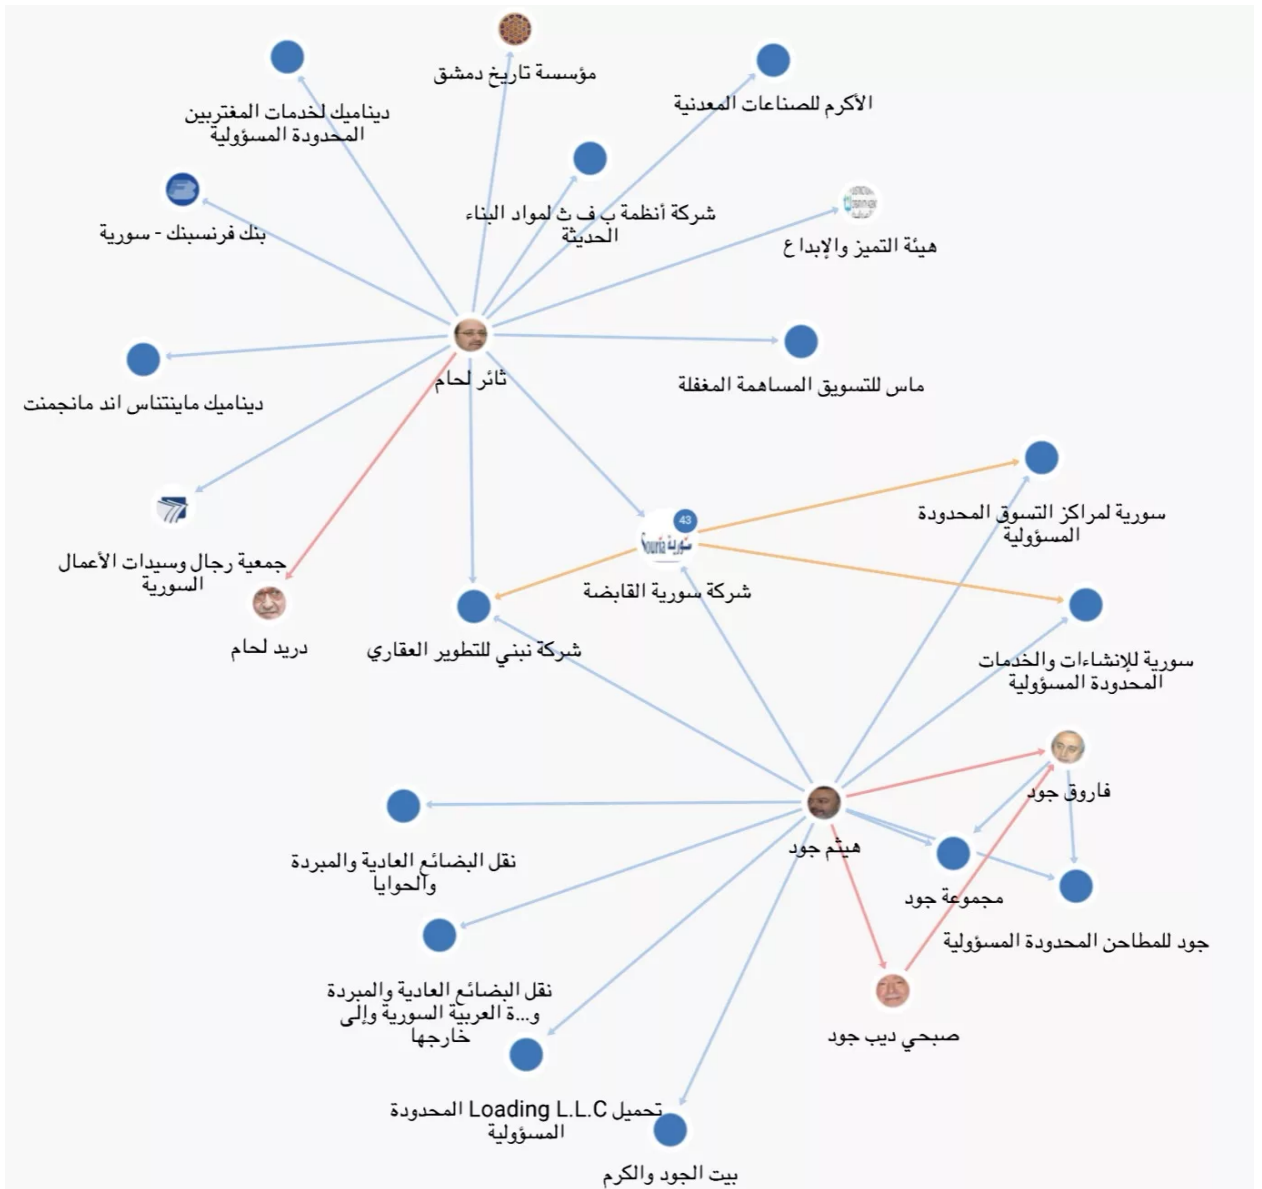 مؤسسة تاريخ دمشق
الأكرم للصناعات المعدنية
ديناميك لخدمات المغتربين
المحدودة المسؤولية
شركة أنظمة ب ف ث لمواد البناء
الحديثة
بنك فرنسبنك - سورية
هيئة التميز والإبداع
ثائر لحام
ماس للتسويق المساهمة المغفلة
ديناميك ماينتناس اند مانجمنت
سورية لمراكز التسوق المحدودة
المسؤولية
43
Souria سورية
شركة سورية القابضة
جمعية رجال وسيدات الأعمال
السورية
دريد لحام
شركة نبني للتطوير العقاري
سورية للإنشاءات والخدمات
المحدودة المسؤولية
فاروق جود
هيثم جود
نقل البضائع العادية والمبردة
والحوايا
مجموعة جود
جود للمطاحن المحدودة المسؤولية
نقل البضائع العادية والمبردة
و...ة العربية السورية وإلى
خارجها
صبحي ديب جود
تحميل Loading L.L.C المحدودة
المسؤولية
بيت الجود والكرم